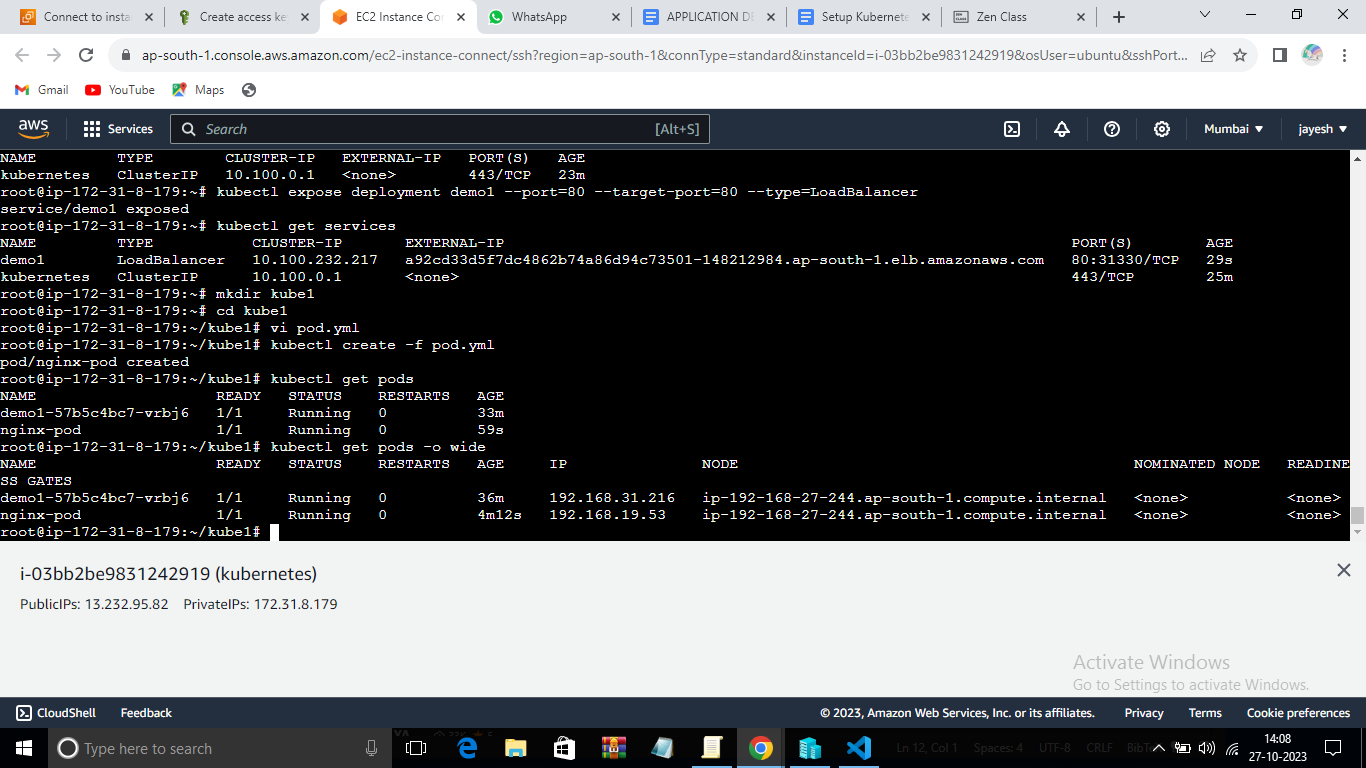 Connect to insta
Create access ke
EC2 Instance Co
WhatsApp
APPLICATION DE
Setup Kubernete
Zen Class
ap-south-1.console.aws.amazon.com/ec2-instance-connect/ssh?region=ap-south-1&connType=standard&instanceId=i-03bb2be9831242919&osUser=ubuntu&sshPort...
Gmail YouTube Maps
aws Services Search [Alt+S] Mumbai jayesh
NAME TYPE CLUSTER-IP EXTERNAL-IP PORT(S) AGE
kubernetes ClusterIP 10.100.0.1 <none> 443/TCP 23m
root@ip-172-31-8-179:~# kubectl expose deployment demo1 --port=80 --target-port=80 --type=LoadBalancer
service/demo1 exposed
root@ip-172-31-8-179:~# kubectl get services
NAME TYPE CLUSTER-IP EXTERNAL-IP PORT(S) AGE
demo1 LoadBalancer 10.100.232.217 a92cd33d5f7dc4862b74a86d94c73501-148212984.ap-south-1.elb.amazonaws.com 80:31330/TCP 29s
kubernetes ClusterIP 10.100.0.1 <none> 443/TCP 25m
root@ip-172-31-8-179:~# mkdir kube1
root@ip-172-31-8-179:~# cd kube1
root@ip-172-31-8-179:~/kube1# vi pod.yml
root@ip-172-31-8-179:~/kube1# kubectl create -f pod.yml
pod/nginx-pod created
root@ip-172-31-8-179:~/kube1# kubectl get pods
NAME READY STATUS RESTARTS AGE
demo1-57b5c4bc7-vrbj6 1/1 Running 0 33m
nginx-pod 1/1 Running 0 59s
root@ip-172-31-8-179:~/kube1# kubectl get pods -o wide
NAME READY STATUS RESTARTS AGE IP NODE NOMINATED NODE READINE
SS GATES
demo1-57b5c4bc7-vrbj6 1/1 Running 0 36m 192.168.31.216 ip-192-168-27-244.ap-south-1.compute.internal <none> <none>
nginx-pod 1/1 Running 0 4m12s 192.168.19.53 ip-192-168-27-244.ap-south-1.compute.internal <none> <none>
root@ip-172-31-8-179:~/kube1#
i-03bb2be9831242919 (kubernetes)
PublicIPs: 13.232.95.82 PrivateIPs: 172.31.8.179
Activate Windows
Go to Settings to activate Windows.
CloudShell Feedback © 2023, Amazon Web Services, Inc. or its affiliates. Privacy Terms Cookie preferences
Type here to search
Ln 12, Col 1 Spaces: 4 UTF-8 CRLF
14:08
27-10-2023